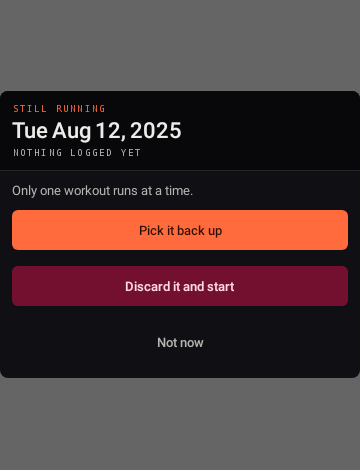 STILL RUNNING
Tue Aug 12, 2025
NOTHING LOGGED YET
Only one workout runs at a time.
Pick it back up
Discard it and start
Not now